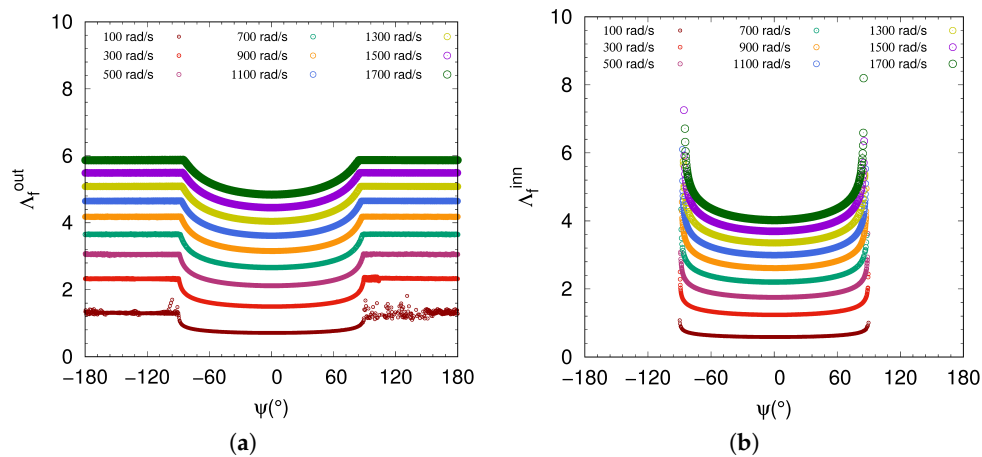 10
8
6
4
2
0
Λf^out
100 rad/s
300 rad/s
500 rad/s
700 rad/s
900 rad/s
1100 rad/s
1300 rad/s
1500 rad/s
1700 rad/s
−180 −120 −60 0 60 120 180
ψ(°)
(a)
10
8
6
4
2
0
Λf^inn
100 rad/s
300 rad/s
500 rad/s
700 rad/s
900 rad/s
1100 rad/s
1300 rad/s
1500 rad/s
1700 rad/s
−180 −120 −60 0 60 120 180
ψ(°)
(b)